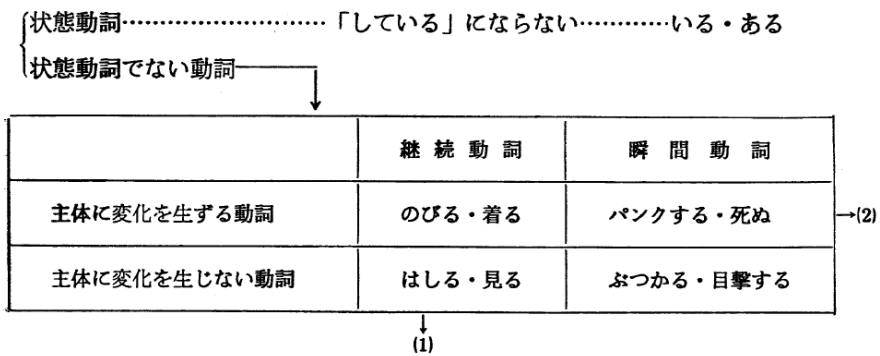 状態動詞…………………………「している」にならない…………いる・ある
状態動詞でない動詞
継続動詞 瞬間動詞
主体に変化を生ずる動詞 のびる・着る パンクする・死ぬ →(2)
主体に変化を生じない動詞 はしる・見る ぶつかる・目撃する
(1)